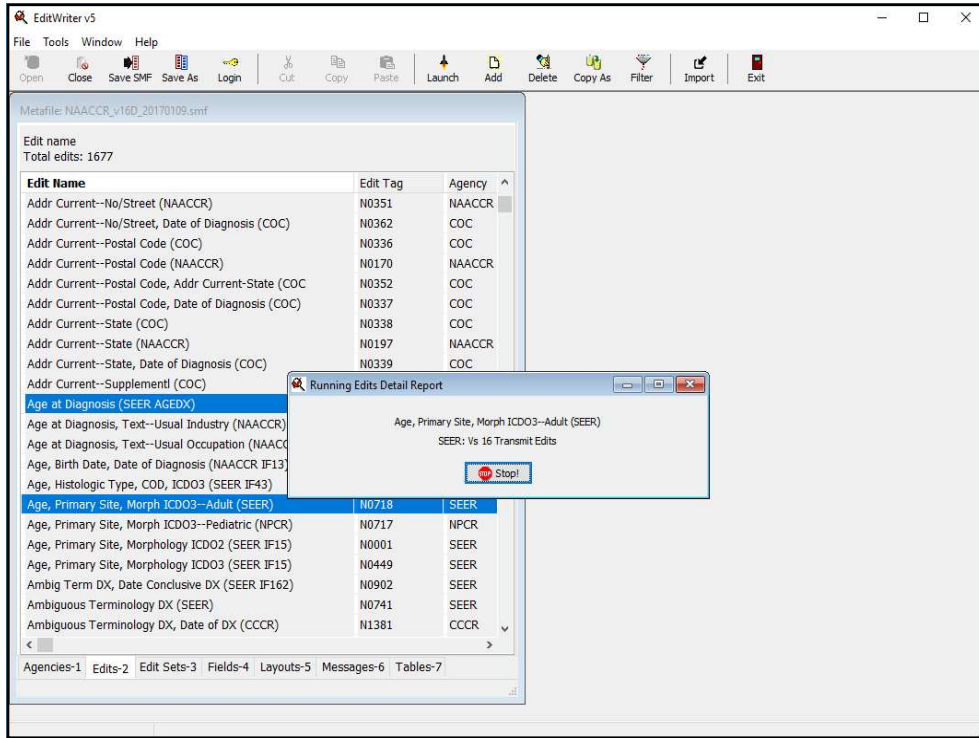 EditWriter v5
File Tools Window Help
Open Close Save SMF Save As Login Cut Copy Paste Launch Add Delete Copy As Filter Import Exit
Metafile: NAACCR_v16D_20170109.smf
Edit name
Total edits: 1677
Edit Name Edit Tag Agency
Addr Current--No/Street (NAACCR) N0351 NAACCR
Addr Current--No/Street, Date of Diagnosis (COC) N0362 COC
Addr Current--Postal Code (COC) N0336 COC
Addr Current--Postal Code (NAACCR) N0170 NAACCR
Addr Current--Postal Code, Addr Current-State (COC N0352 COC
Addr Current--Postal Code, Date of Diagnosis (COC) N0337 COC
Addr Current--State (COC) N0338 COC
Addr Current--State (NAACCR) N0197 NAACCR
Addr Current--State, Date of Diagnosis (COC) N0339 COC
Addr Current--Supplementl (COC)
Age at Diagnosis (SEER AGEDX)
Age at Diagnosis, Text--Usual Industry (NAACCR)
Age at Diagnosis, Text--Usual Occupation (NAACC
Age, Birth Date, Date of Diagnosis (NAACCR IF13)
Age, Histologic Type, COD, ICDO3 (SEER IF43)
Running Edits Detail Report
Age, Primary Site, Morph ICDO3--Adult (SEER)
SEER: Vs 16 Transmit Edits
STOP Stop!
Age, Primary Site, Morph ICDO3--Adult (SEER) N0718 SEER
Age, Primary Site, Morph ICDO3--Pediatric (NPCR) N0717 NPCR
Age, Primary Site, Morphology ICDO2 (SEER IF15) N0001 SEER
Age, Primary Site, Morphology ICDO3 (SEER IF15) N0449 SEER
Ambig Term DX, Date Conclusive DX (SEER IF162) N0902 SEER
Ambiguous Terminology DX (SEER) N0741 SEER
Ambiguous Terminology DX, Date of DX (CCCR) N1381 CCCR
Agencies-1 Edits-2 Edit Sets-3 Fields-4 Layouts-5 Messages-6 Tables-7